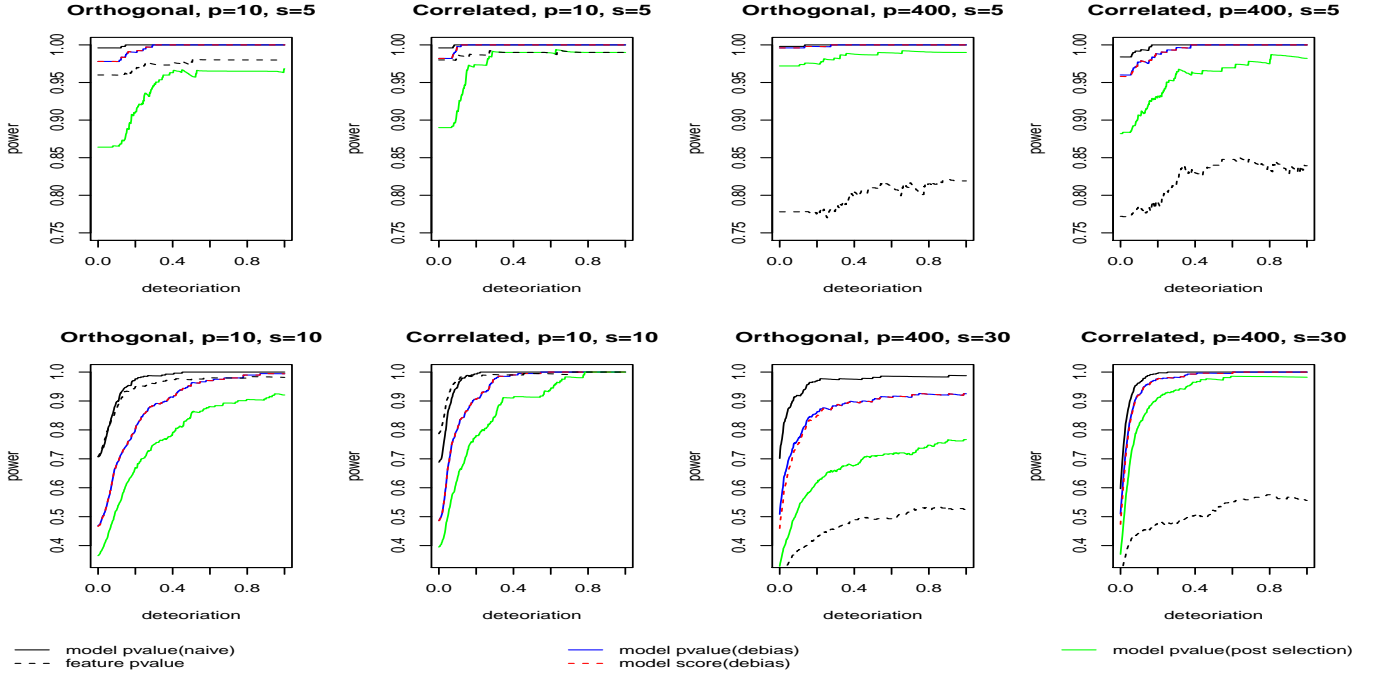 Orthogonal, p=10, s=5
power
0.75 0.80 0.85 0.90 0.95 1.00
0.0 0.4 0.8
deteoriation
Correlated, p=10, s=5
power
0.75 0.80 0.85 0.90 0.95 1.00
0.0 0.4 0.8
deteoriation
Orthogonal, p=400, s=5
power
0.75 0.80 0.85 0.90 0.95 1.00
0.0 0.4 0.8
deteoriation
Correlated, p=400, s=5
power
0.75 0.80 0.85 0.90 0.95 1.00
0.0 0.4 0.8
deteoriation
Orthogonal, p=10, s=10
power
0.4 0.5 0.6 0.7 0.8 0.9 1.0
0.0 0.4 0.8
deteoriation
Correlated, p=10, s=10
power
0.4 0.5 0.6 0.7 0.8 0.9 1.0
0.0 0.4 0.8
deteoriation
Orthogonal, p=400, s=30
power
0.4 0.5 0.6 0.7 0.8 0.9 1.0
0.0 0.4 0.8
deteoriation
Correlated, p=400, s=30
power
0.4 0.5 0.6 0.7 0.8 0.9 1.0
0.0 0.4 0.8
deteoriation
model pvalue(naive)
feature pvalue
model pvalue(debias)
model score(debias)
model pvalue(post selection)